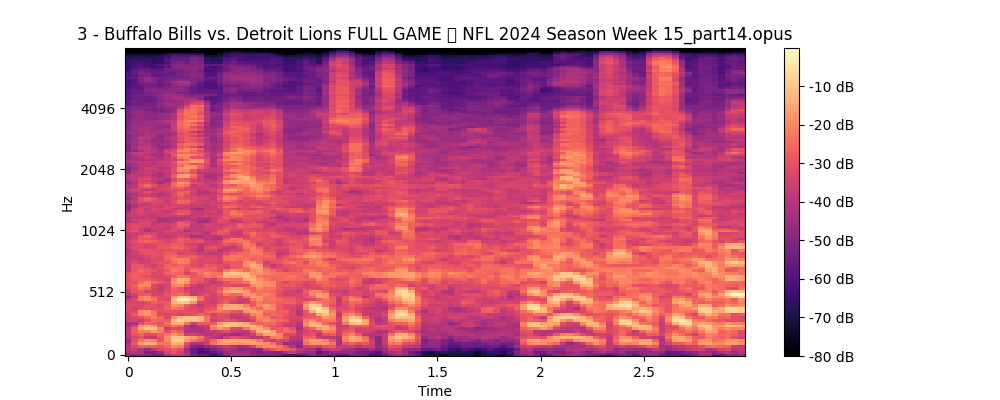 3 - Buffalo Bills vs. Detroit Lions FULL GAME ▯ NFL 2024 Season Week 15_part14.opus
Hz
4096
2048
1024
512
0
0 0.5 1 1.5 2 2.5
Time
-10 dB
-20 dB
-30 dB
-40 dB
-50 dB
-60 dB
-70 dB
-80 dB